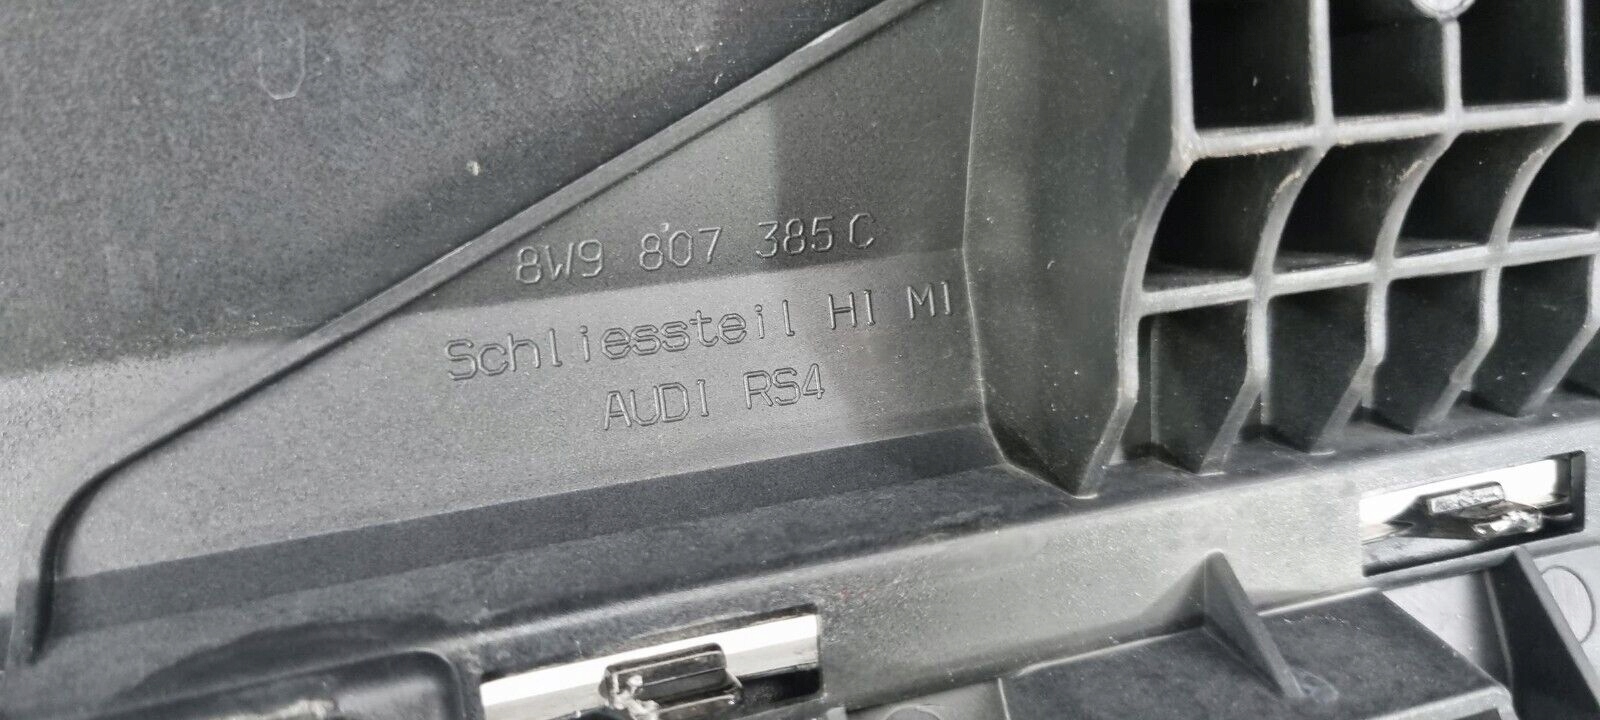 8W9 807 385 C
Schliessteil HI MI
AUDI RS4